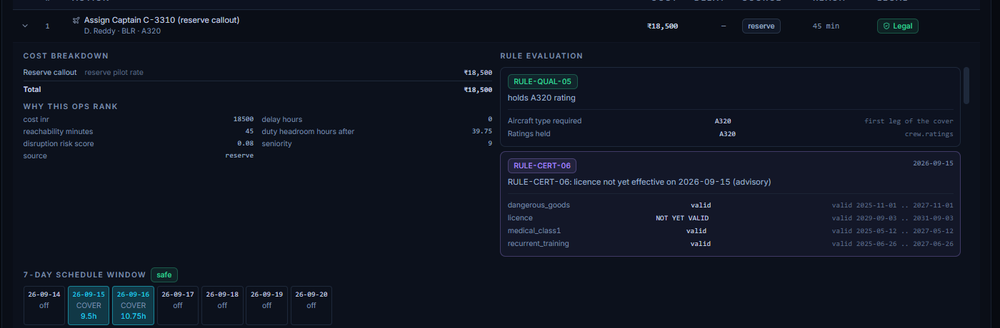 1 Assign Captain C-3310 (reserve callout) ₹18,500 — reserve 45 min Legal
D. Reddy · BLR · A320
COST BREAKDOWN
Reserve callout reserve pilot rate ₹18,500
Total ₹18,500
WHY THIS OPS RANK
cost inr 18500 delay hours 0
reachability minutes 45 duty headroom hours after 39.75
disruption risk score 0.08 seniority 9
source reserve
RULE EVALUATION
RULE-QUAL-05
holds A320 rating
Aircraft type required A320 first leg of the cover
Ratings held A320 crew.ratings
RULE-CERT-06 2026-09-15
RULE-CERT-06: licence not yet effective on 2026-09-15 (advisory)
dangerous_goods valid valid 2025-11-01 .. 2027-11-01
licence NOT YET VALID valid 2029-09-03 .. 2031-09-03
medical_class1 valid valid 2025-05-12 .. 2027-05-12
recurrent_training valid valid 2025-06-26 .. 2027-06-26
7-DAY SCHEDULE WINDOW safe
26-09-14 26-09-15 26-09-16 26-09-17 26-09-18 26-09-19 26-09-20
off COVER COVER off off off off
9.5h 10.75h